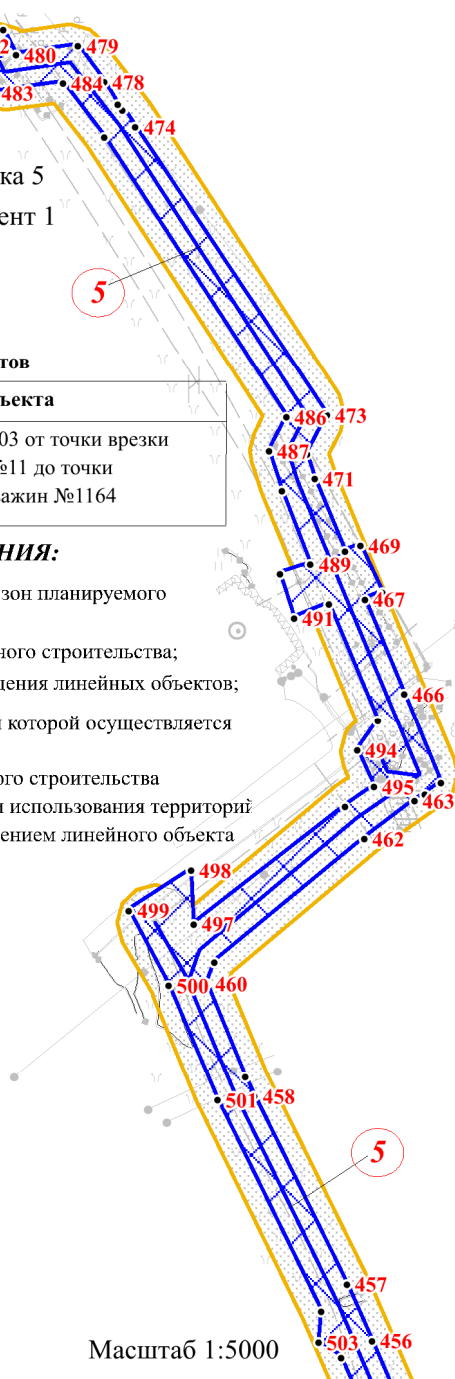 479
2
480
478
484
483
474
ка 5
ент 1
5
тов
ъекта
486
473
03 от точки врезки
487
№11 до точки
471
важин №1164
469
НИЯ:
489
зон планируемого
467
491
ного строительства;
щения линейных объектов;
466
и которой осуществляется
494
ого строительства
495
463
и использования территорий
ением линейного объекта
462
498
499
497
500
460
458
501
5
457
503
456
Масштаб 1:5000